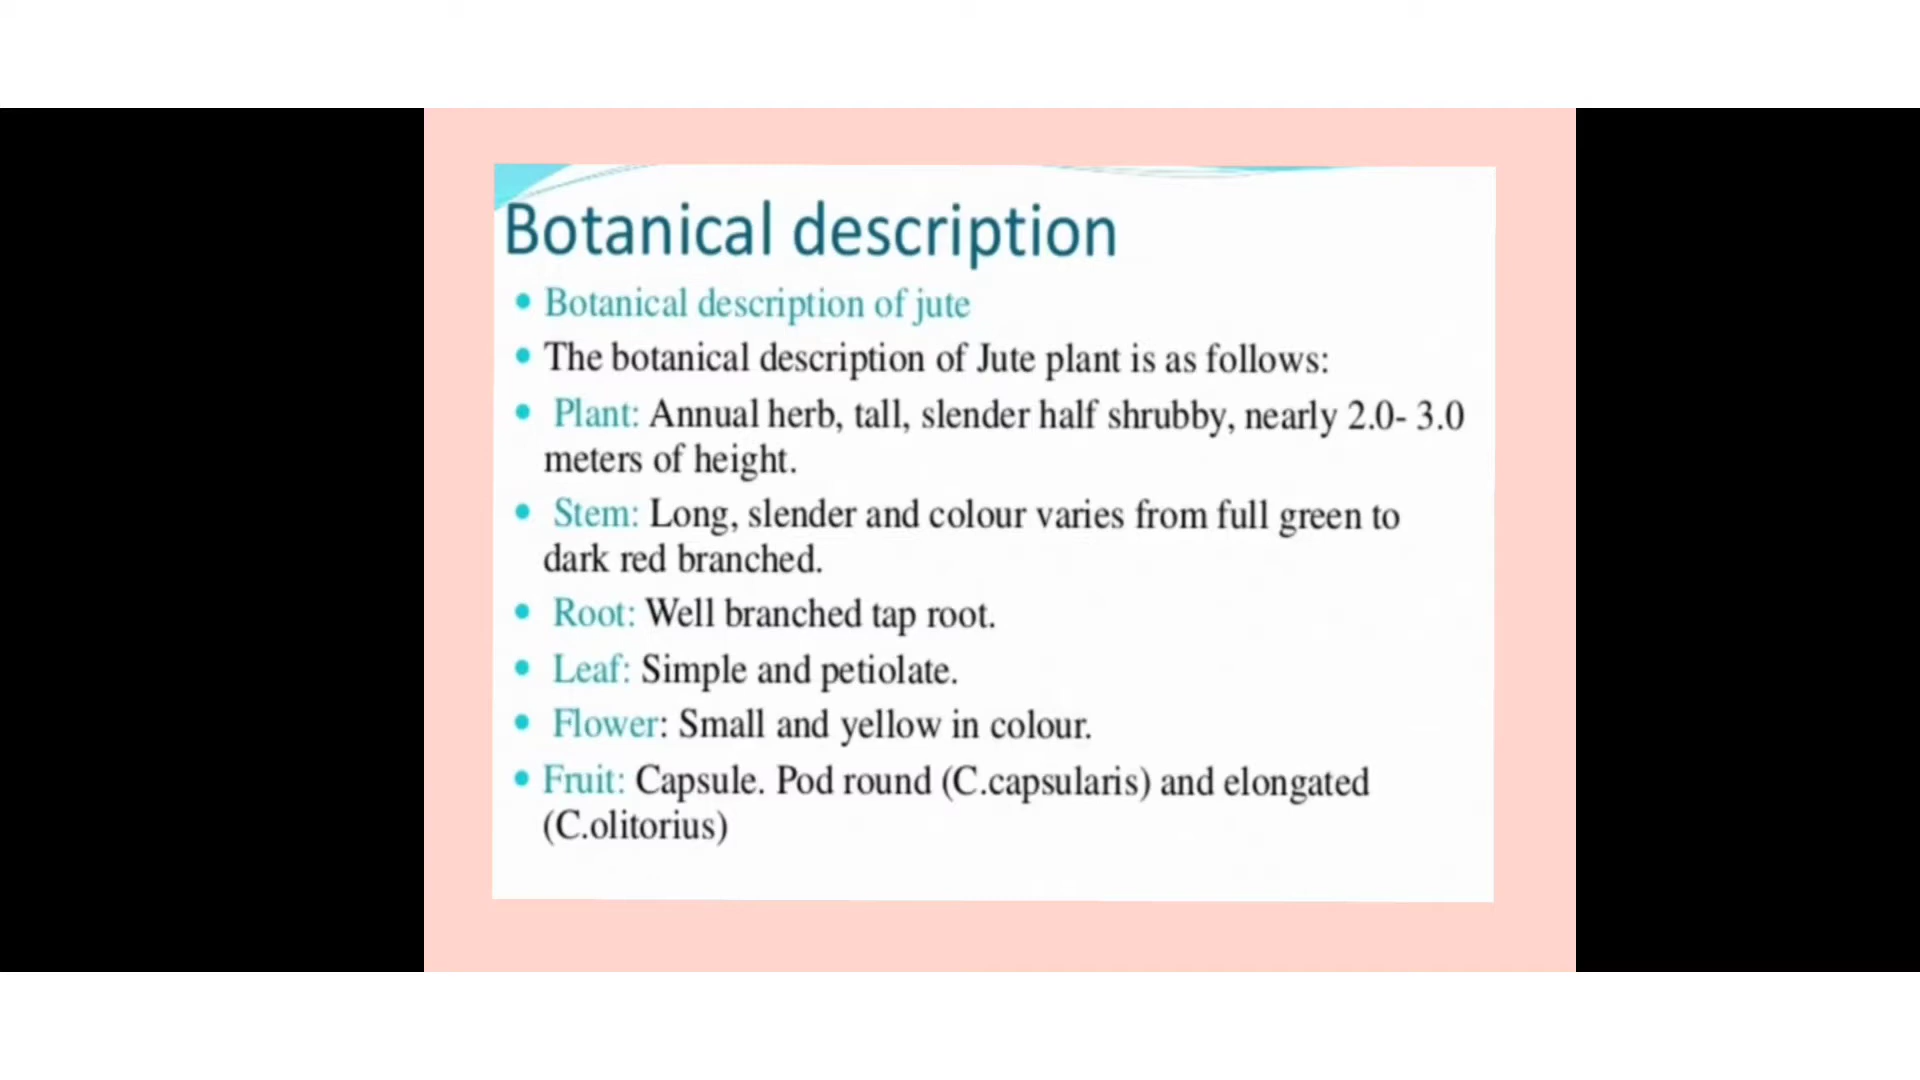 Botanical description
• Botanical description of jute
• The botanical description of Jute plant is as follows:
• Plant: Annual herb, tall, slender half shrubby, nearly 2.0- 3.0
meters of height.
• Stem: Long, slender and colour varies from full green to
dark red branched.
• Root: Well branched tap root.
• Leaf: Simple and petiolate.
• Flower: Small and yellow in colour.
• Fruit: Capsule. Pod round (C.capsularis) and elongated
(C.olitorius)